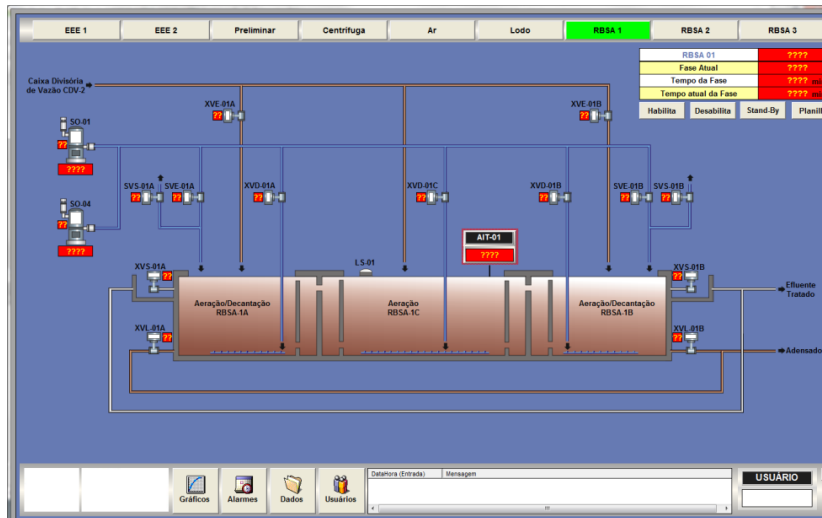 EEE 1 EEE 2 Preliminar Centrífuga Ar Lodo RBSA 1 RBSA 2 RBSA 3
RBSA 01 ????
Fase Atual ????
Tempo da Fase ????
Tempo atual da Fase ????
Habilita Desabilita Stand-By
Caixa Divisória
de Vazão CDV-2
XVE-01A
??
XVE-01B
??
SO-01
??
????
SO-04
??
????
SVS-01A SVE-01A XVD-01A XVD-01C XVD-01B SVE-01B SVS-01B
?? ?? ?? ?? ?? ?? ??
AIT-01
????
LS-01
XVS-01A
??
XVS-01B
??
Aeração/Decantação
RBSA-1A
Aeração
RBSA-1C
Aeração/Decantação
RBSA-1B
Efluente
Tratado
XVL-01A
??
XVL-01B
??
Adensado
Gráficos Alarmes Dados Usuários
DataHora (Entrada) Mensagem
USUÁRIO